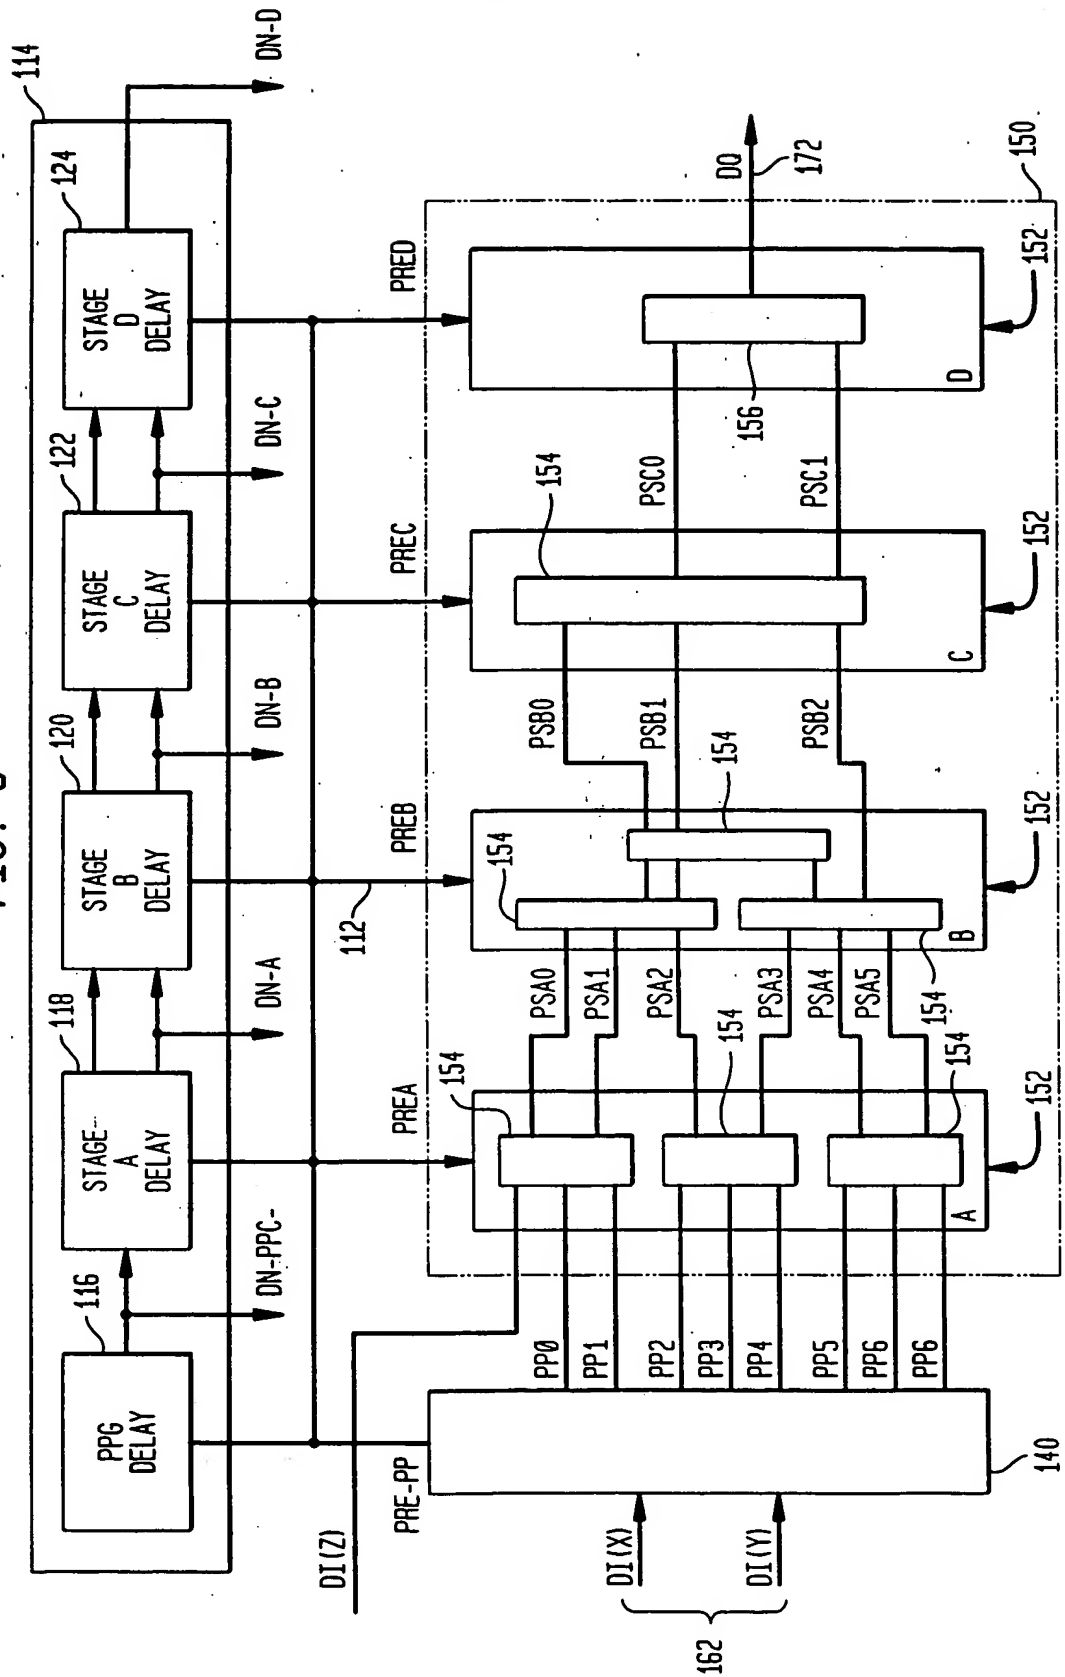 114
116
PPG
DELAY
118
STAGE
A
DELAY
120
STAGE
B
DELAY
122
STAGE
C
DELAY
124
STAGE
D
DELAY
DN-PPC-
DN-A
DN-B
DN-C
DN-D
DI(Z)
PRE-PP
PREA
112
PREB
PREC
PRED
DI(X)
DI(Y)
162
140
PP0
PP1
PP2
PP3
PP4
PP5
PP6
PP6
154
154
154
A
152
PSA0
PSA1
PSA2
PSA3
PSA4
PSA5
154
154
154
B
152
PSB0
PSB1
PSB2
154
C
152
PSC0
PSC1
156
D
152
DO
172
150